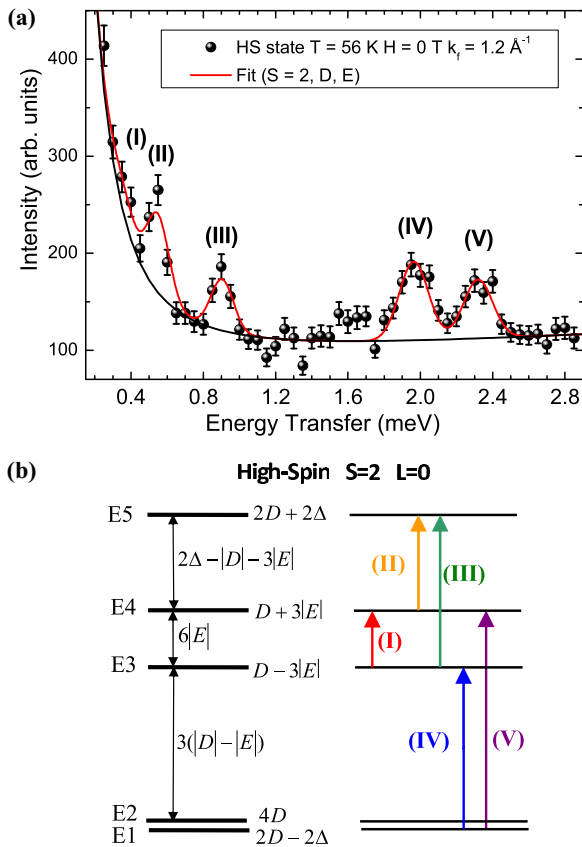 (a)
HS state T = 56 K H = 0 T k_f = 1.2 Å⁻¹
Fit (S = 2, D, E)
(I)
(II)
(III)
(IV)
(V)
Intensity (arb. units)
400
300
200
100
0.4 0.8 1.2 1.6 2.0 2.4 2.8
Energy Transfer (meV)
(b)
High-Spin S=2 L=0
E5 2D + 2Δ
2Δ − |D| − 3|E|
(II) (III)
E4 D + 3|E|
6|E|
(I)
E3 D − 3|E|
3(|D| − |E|)
(IV) (V)
E2 4D
E1 2D − 2Δ